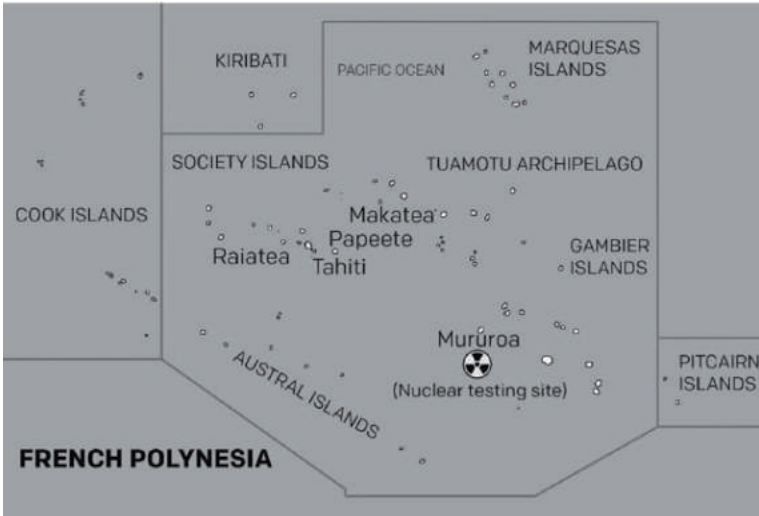 KIRIBATI
PACIFIC OCEAN
MARQUESAS
ISLANDS
SOCIETY ISLANDS
TUAMOTU ARCHIPELAGO
COOK ISLANDS
Makatea
Papeete
Raiatea
Tahiti
GAMBIER
ISLANDS
Mururoa
(Nuclear testing site)
PITCAIRN
ISLANDS
AUSTRAL ISLANDS
FRENCH POLYNESIA